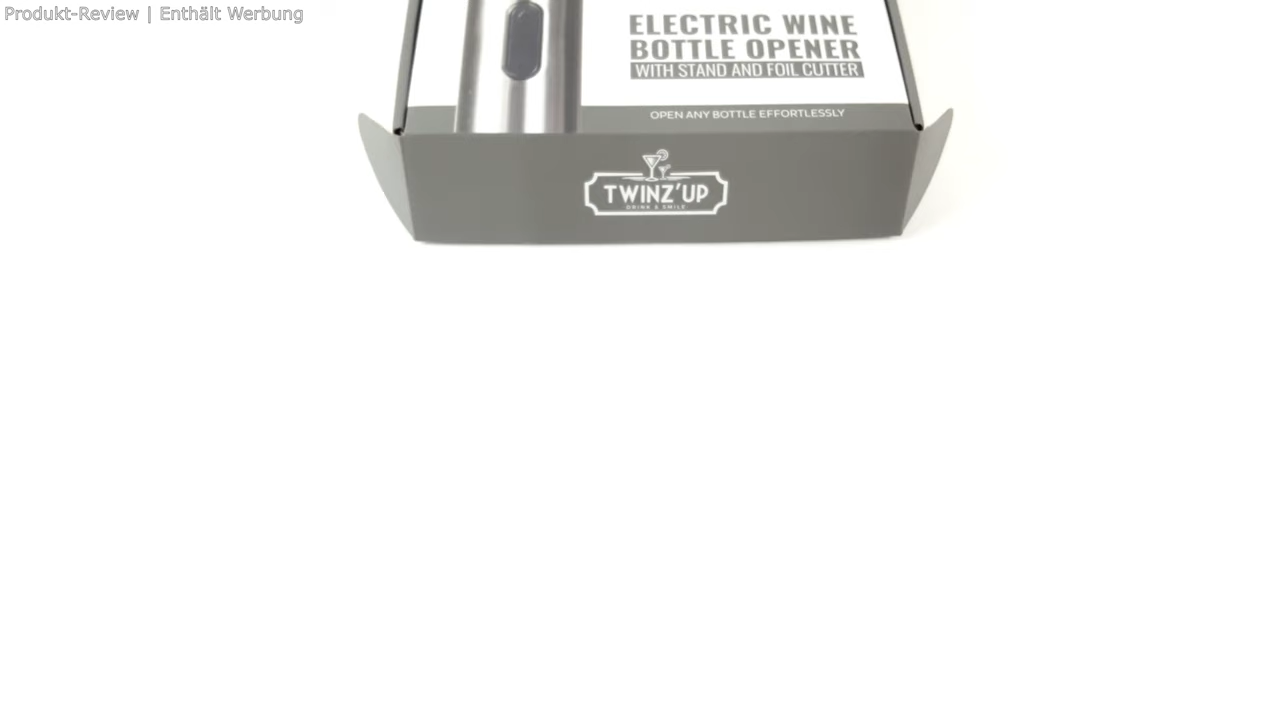 Produkt-Review | Enthält Werbung
ELECTRIC WINE
BOTTLE OPENER
WITH STAND AND FOIL CUTTER
OPEN ANY BOTTLE EFFORTLESSLY
TWINZ'UP
DRINK & SMILE